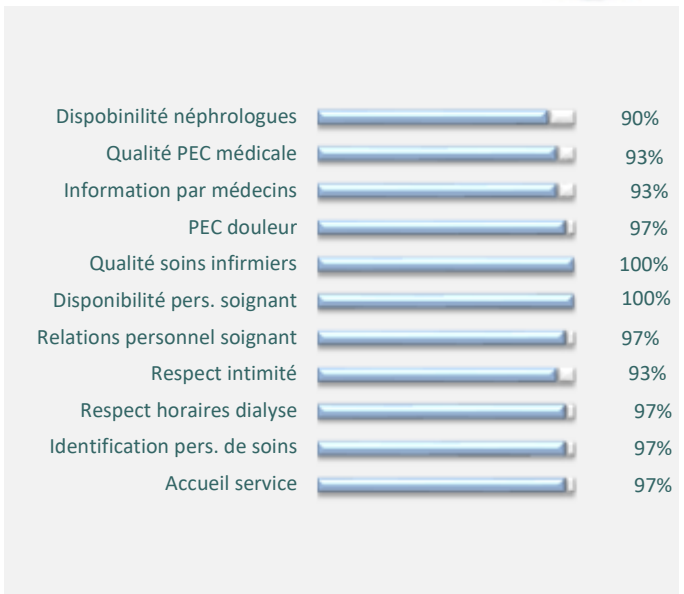 Dispobinilité néphrologues 90%
Qualité PEC médicale 93%
Information par médecins 93%
PEC douleur 97%
Qualité soins infirmiers 100%
Disponibilité pers. soignant 100%
Relations personnel soignant 97%
Respect intimité 93%
Respect horaires dialyse 97%
Identification pers. de soins 97%
Accueil service 97%